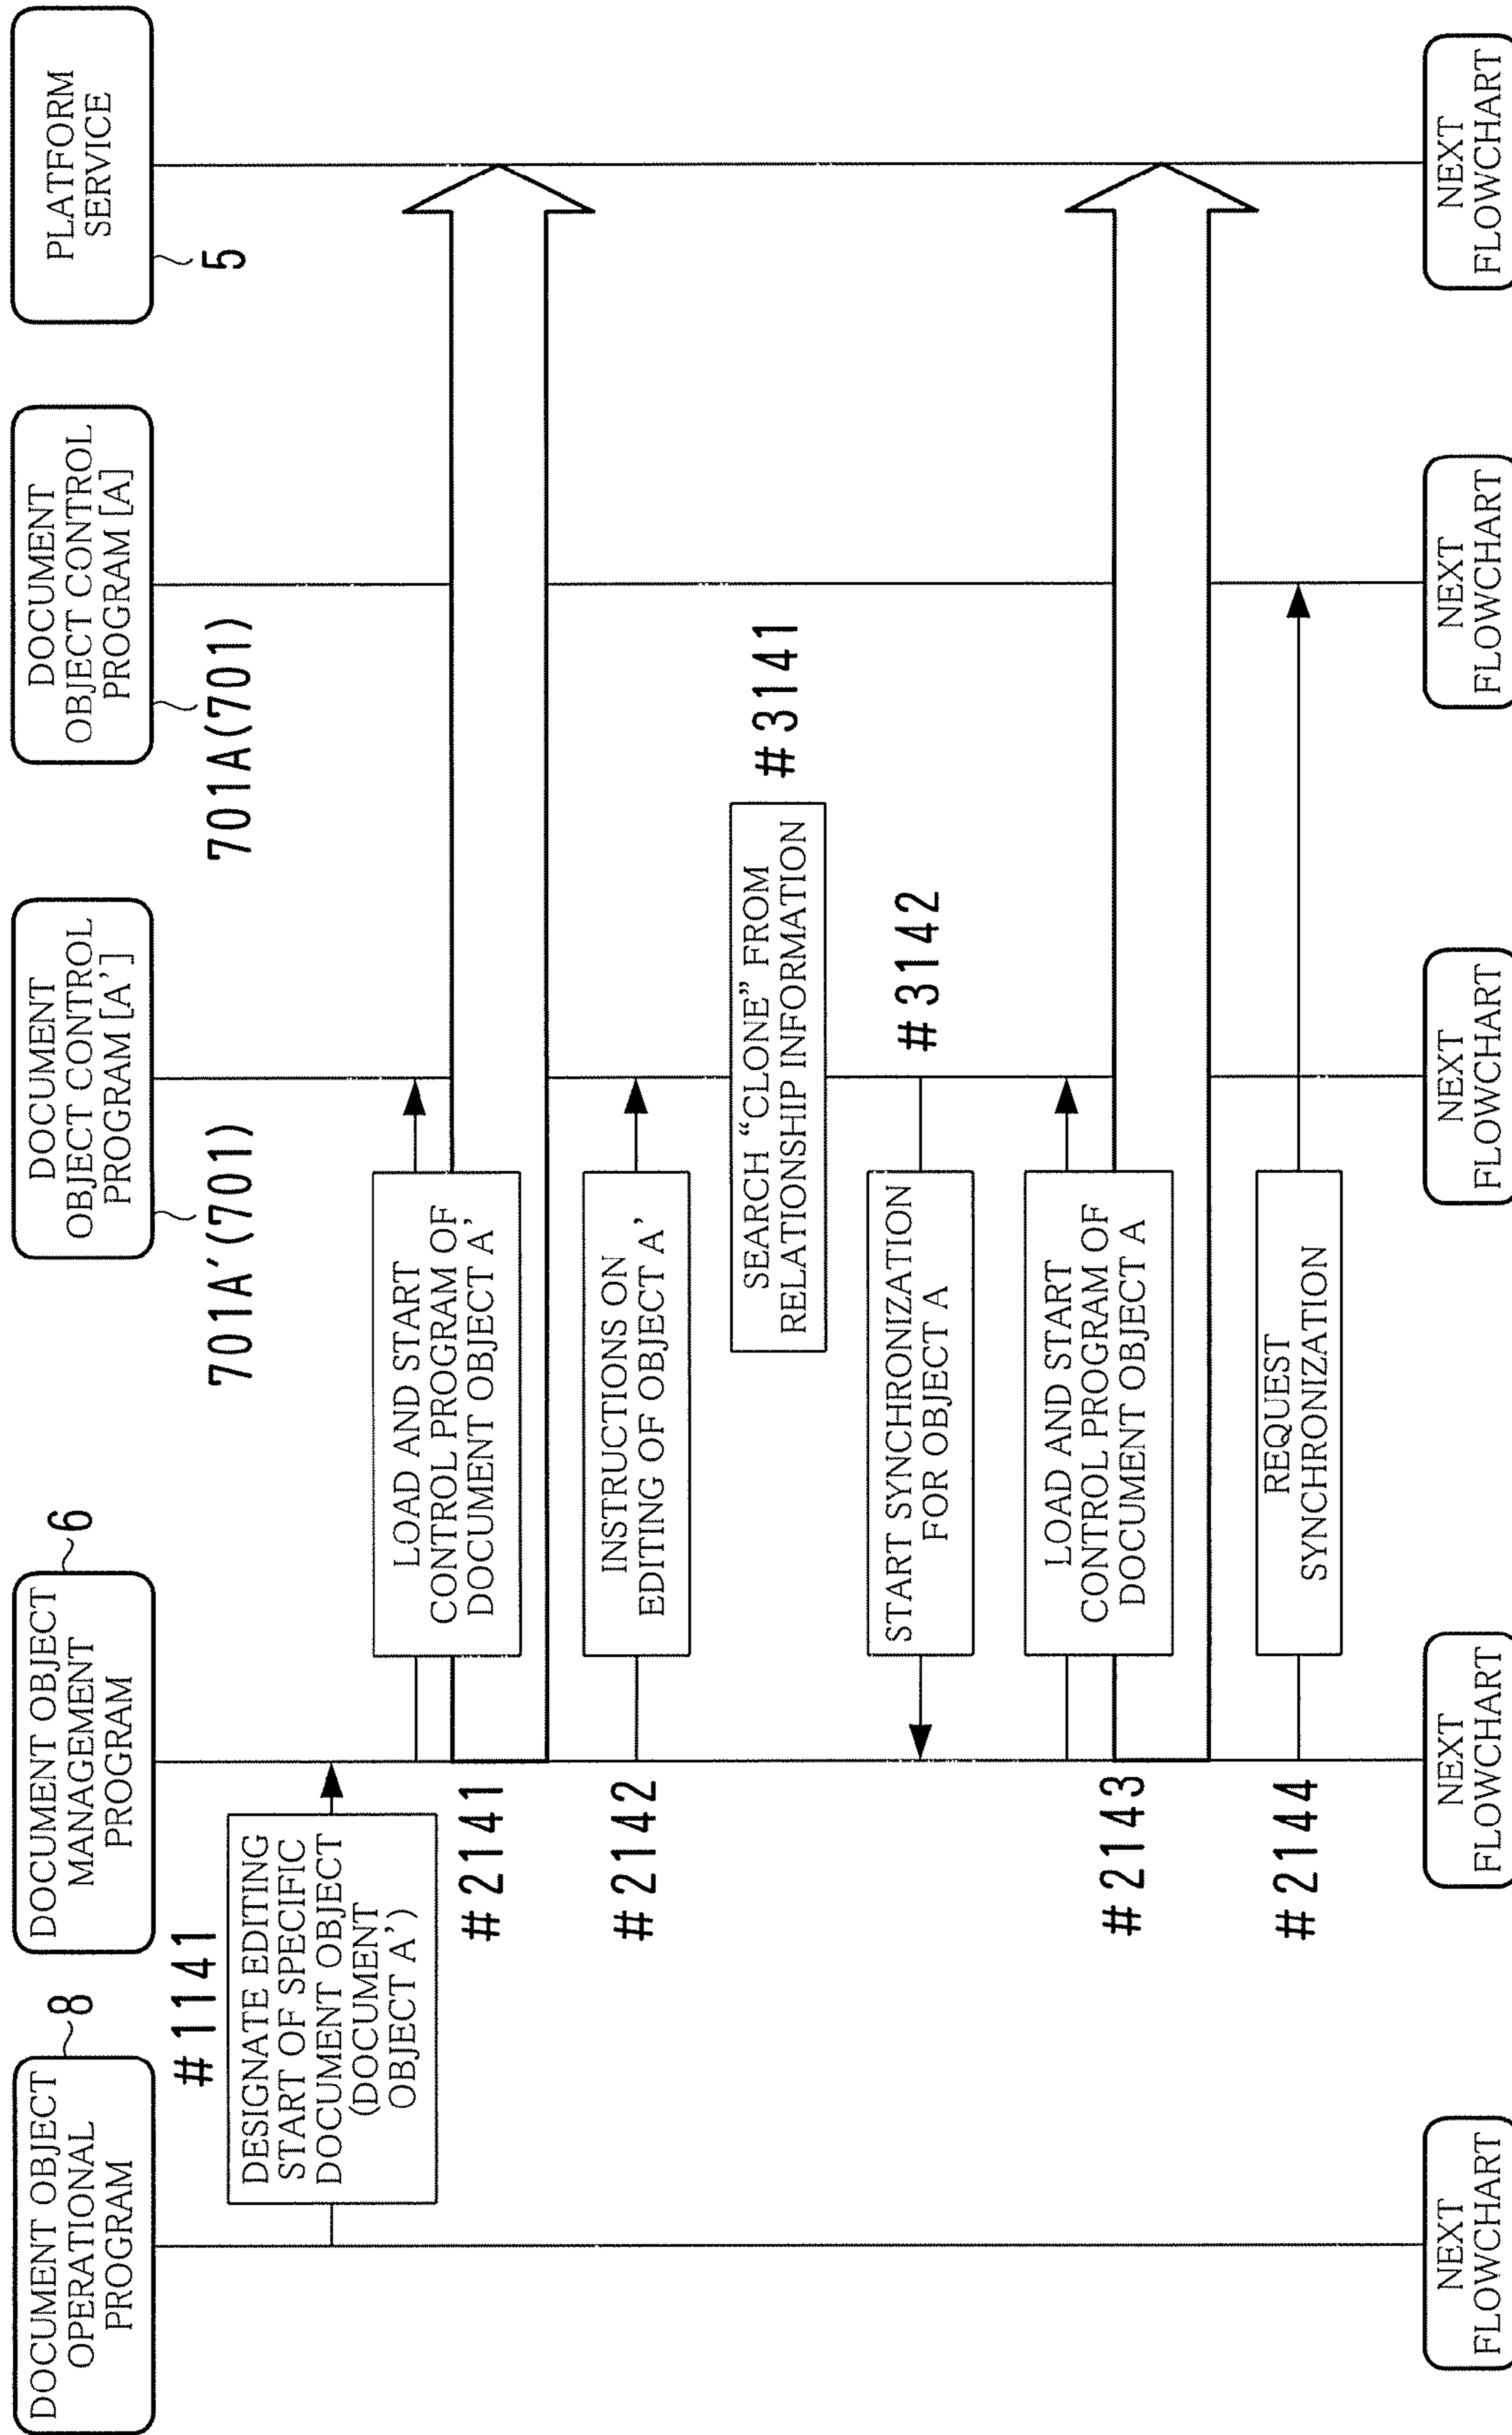 DOCUMENT OBJECT
OPERATIONAL
PROGRAM
8
DOCUMENT OBJECT
MANAGEMENT
PROGRAM
6
DOCUMENT
OBJECT CONTROL
PROGRAM [A']
701A'(701)
DOCUMENT
OBJECT CONTROL
PROGRAM [A]
701A(701)
PLATFORM
SERVICE
5
#1141
DESIGNATE EDITING
START OF SPECIFIC
DOCUMENT OBJECT
(DOCUMENT
OBJECT A')
LOAD AND START
CONTROL PROGRAM OF
DOCUMENT OBJECT A'
#2141
INSTRUCTIONS ON
EDITING OF OBJECT A'
#2142
SEARCH “CLONE” FROM
RELATIONSHIP INFORMATION
#3141
START SYNCHRONIZATION
FOR OBJECT A
#3142
LOAD AND START
CONTROL PROGRAM OF
DOCUMENT OBJECT A
#2143
REQUEST
SYNCHRONIZATION
#2144
NEXT
FLOWCHART
NEXT
FLOWCHART
NEXT
FLOWCHART
NEXT
FLOWCHART
NEXT
FLOWCHART